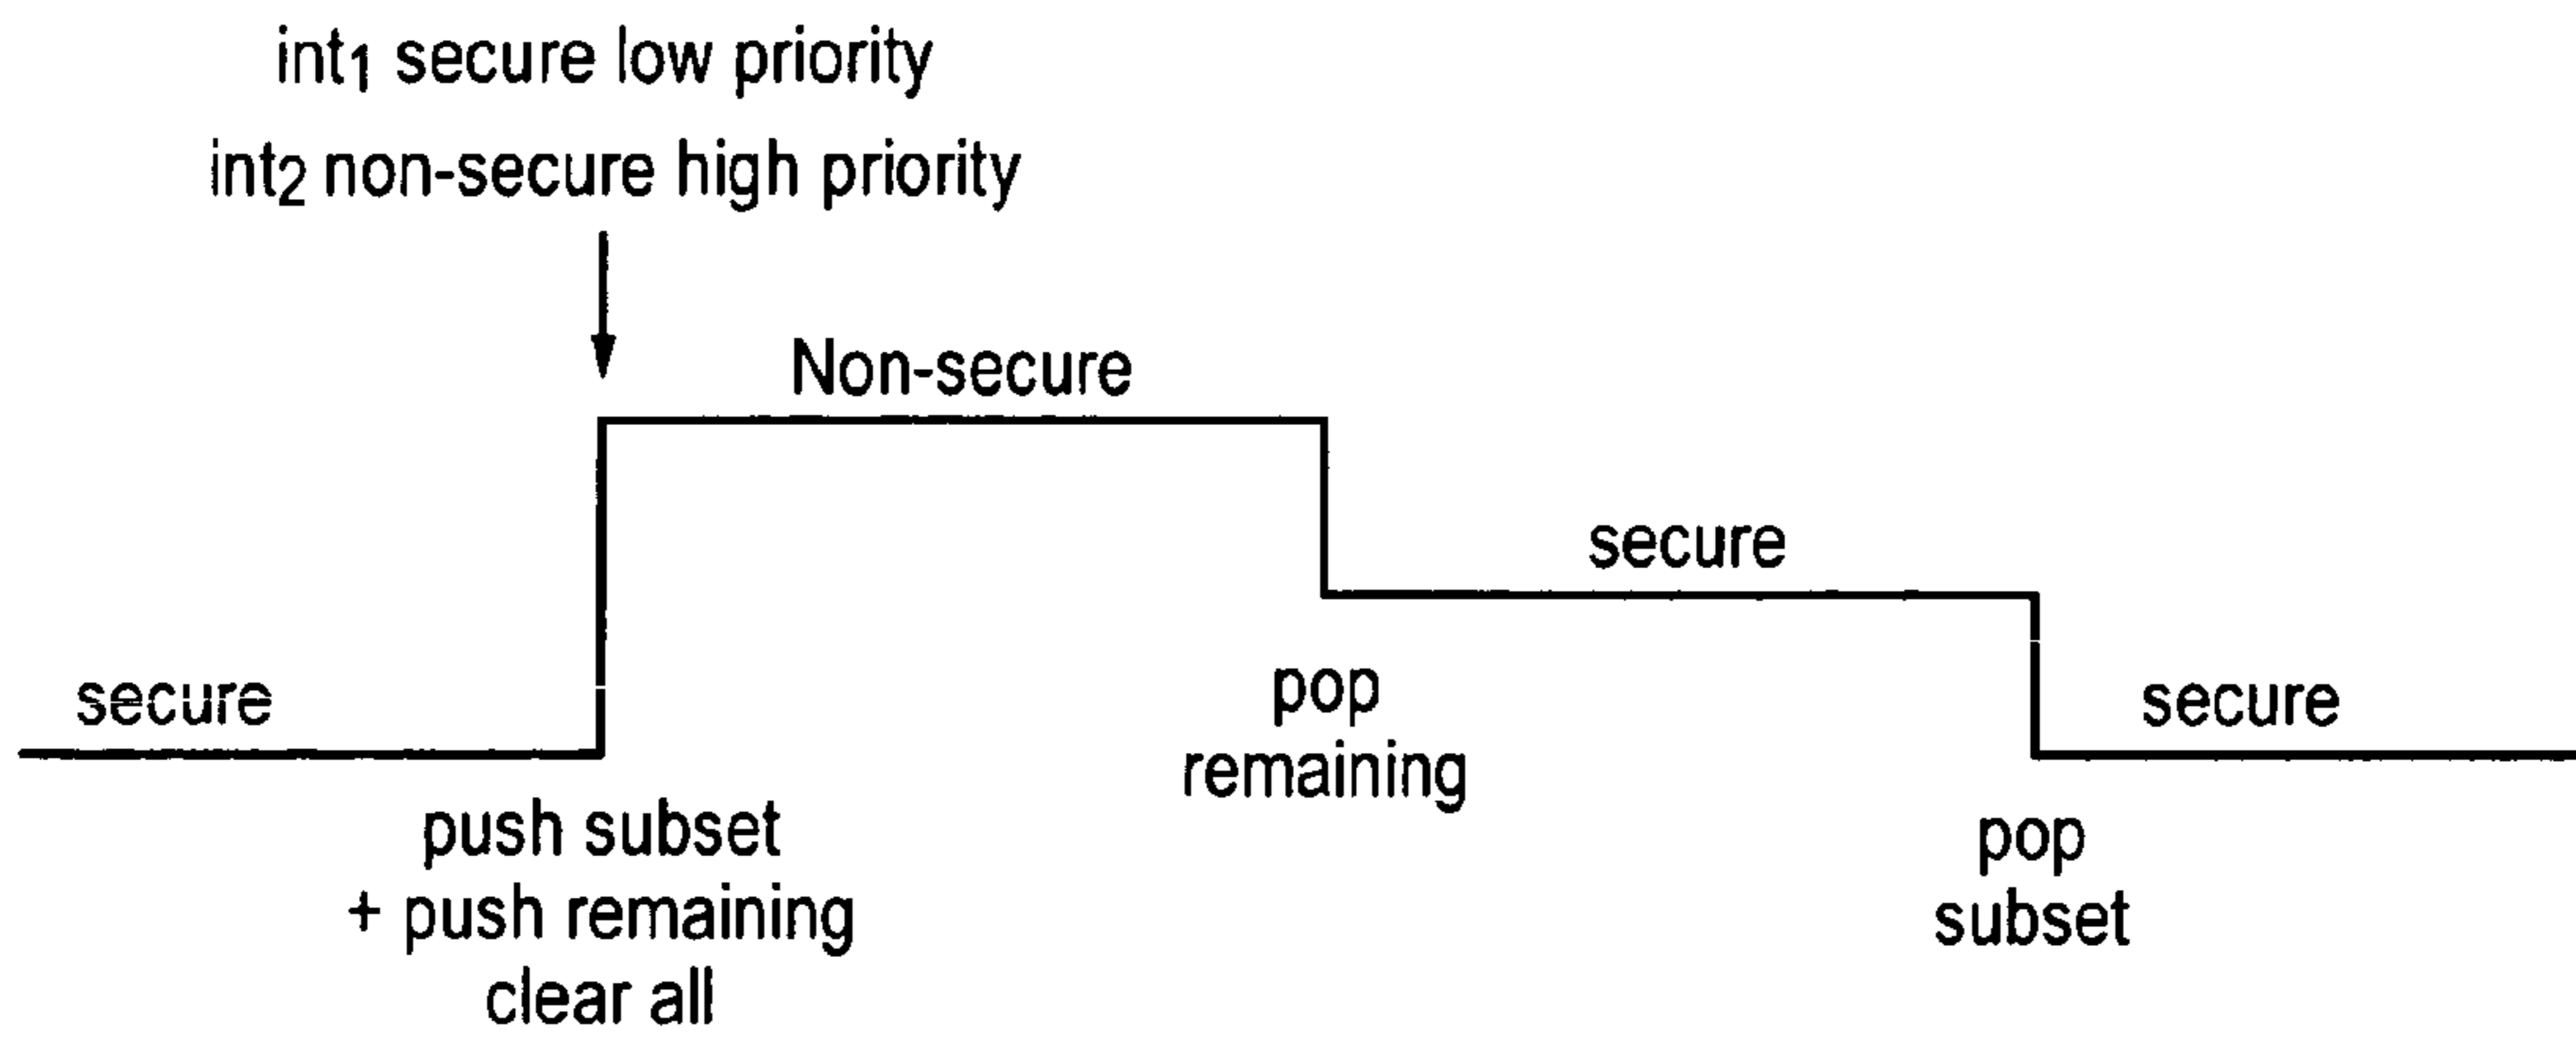 int₁ secure low priority
int₂ non-secure high priority
Non-secure
secure
secure
secure
pop
remaining
push subset
+ push remaining
clear all
pop
subset